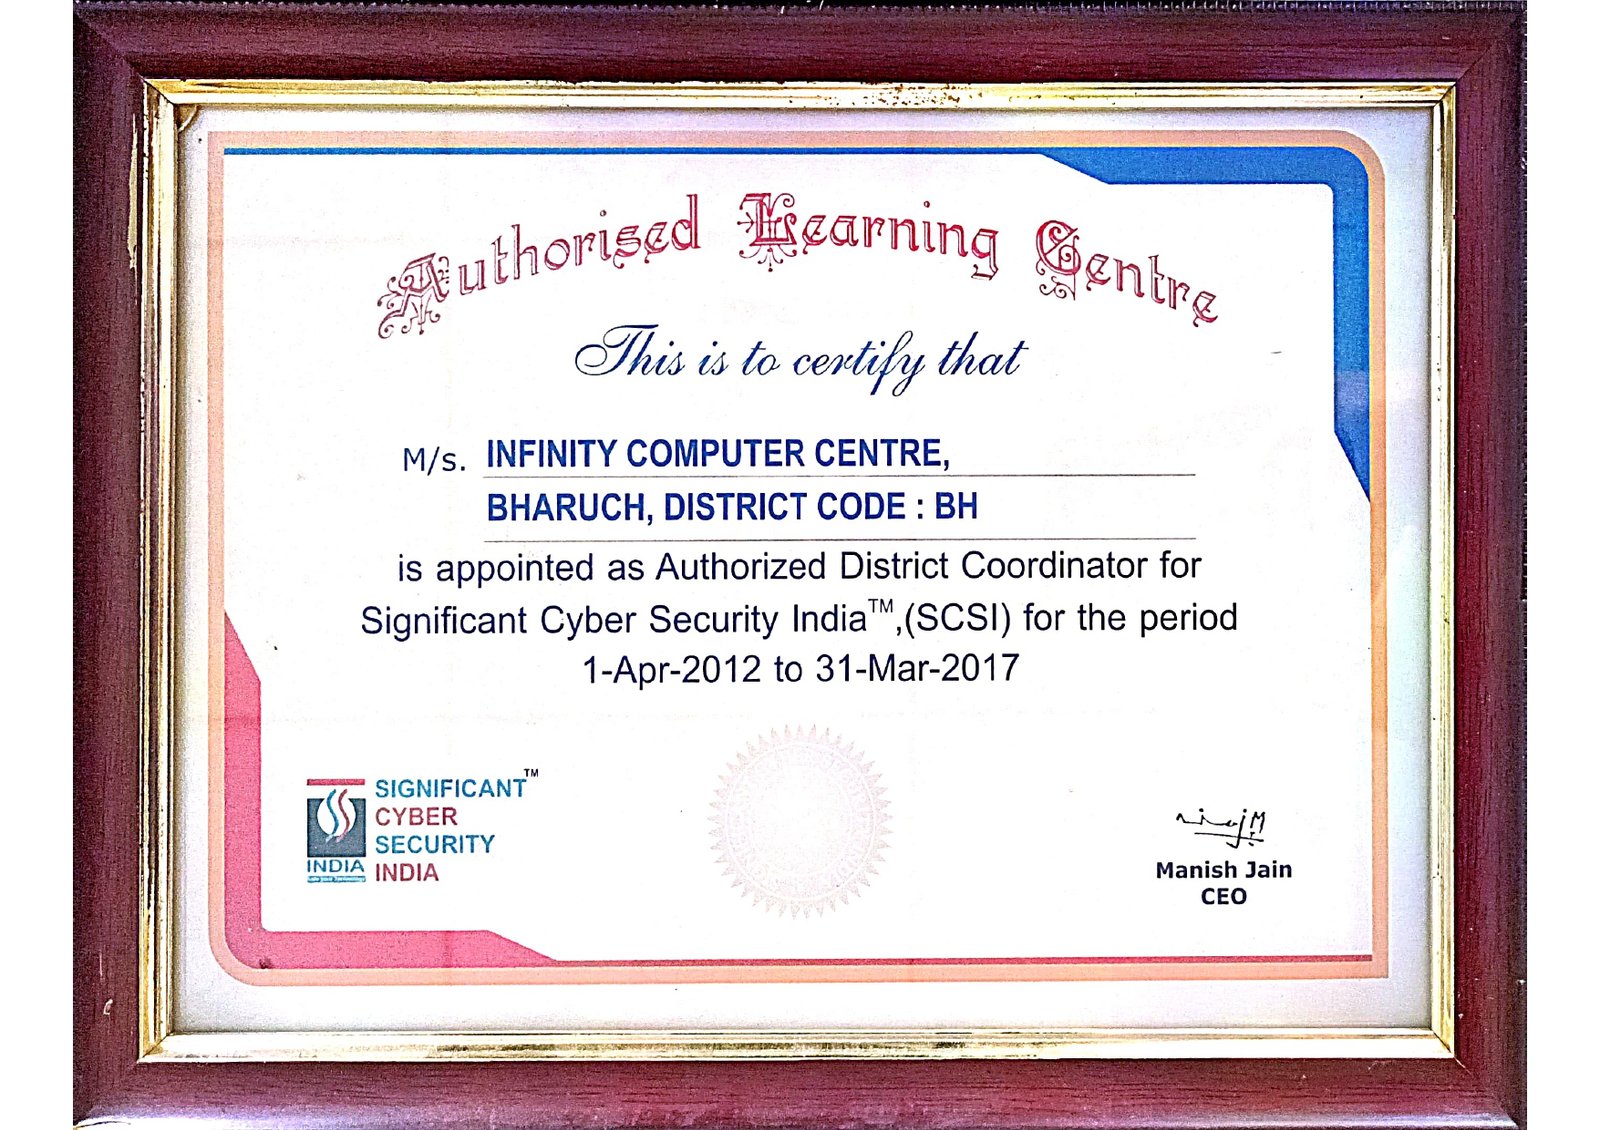 Authorised Learning Centre
This is to certify that
M/s. INFINITY COMPUTER CENTRE,
BHARUCH, DISTRICT CODE : BH
is appointed as Authorized District Coordinator for
Significant Cyber Security India™,(SCSI) for the period
1-Apr-2012 to 31-Mar-2017
SIGNIFICANT™
CYBER
SECURITY
INDIA
INDIA
Manish Jain
CEO